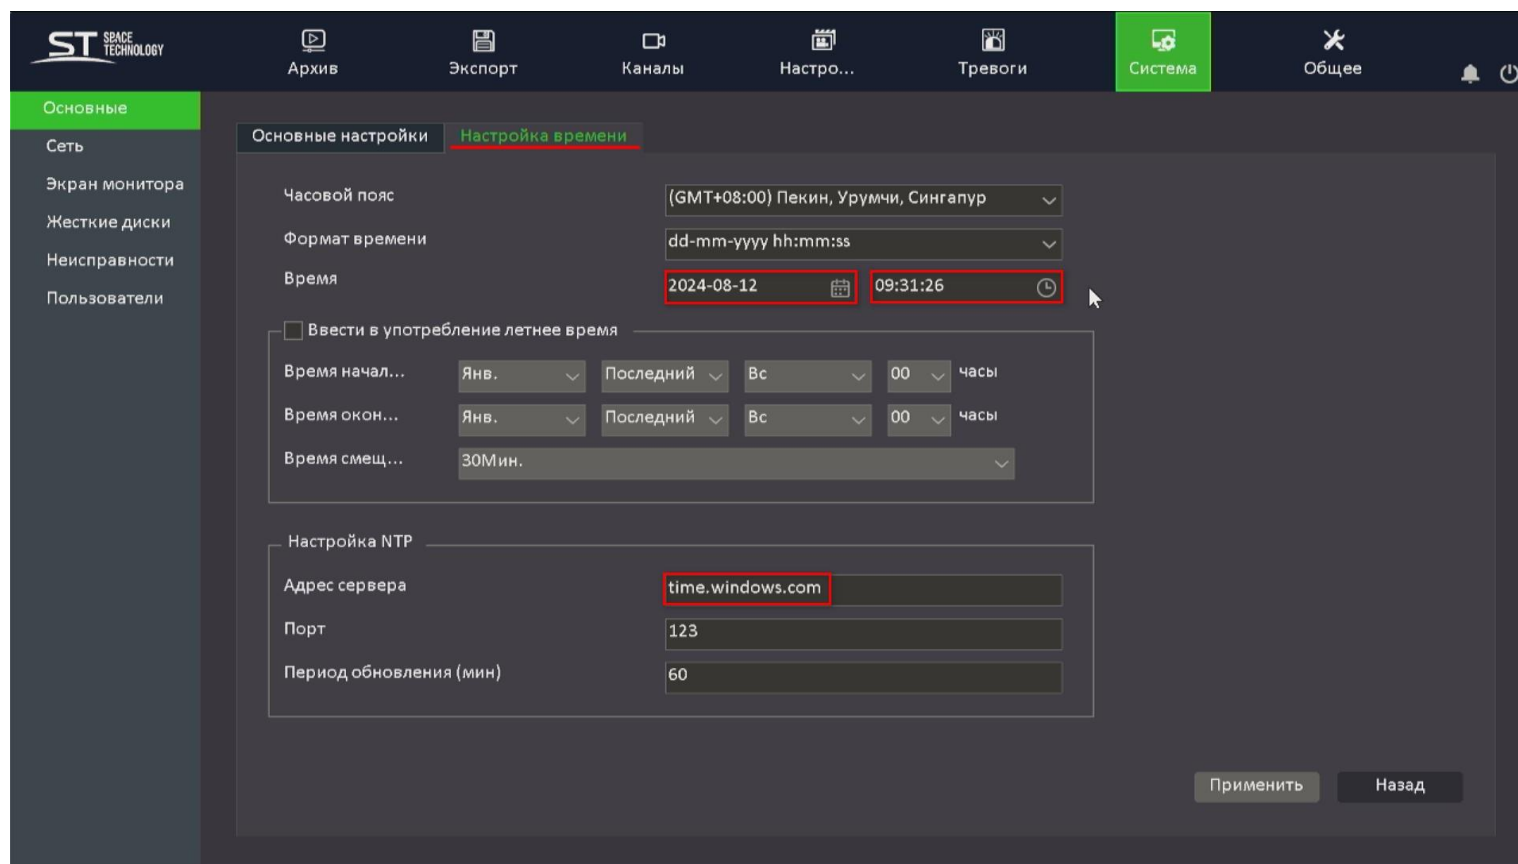 ST SPACE TECHNOLOGY
Архив
Экспорт
Каналы
Настро...
Тревоги
Система
Общее
Основные
Сеть
Экран монитора
Жесткие диски
Неисправности
Пользователи
Основные настройки
Настройка времени
Часовой пояс
(GMT+08:00) Пекин, Урумчи, Сингапур
Формат времени
dd-mm-yyyy hh:mm:ss
Время
2024-08-12
09:31:26
Ввести в употребление летнее время
Время начал...
Янв.
Последний
Вс
00
часы
Время окон...
Янв.
Последний
Вс
00
часы
Время смещ...
30Мин.
Настройка NTP
Адрес сервера
time.windows.com
Порт
123
Период обновления (мин)
60
Применить
Назад